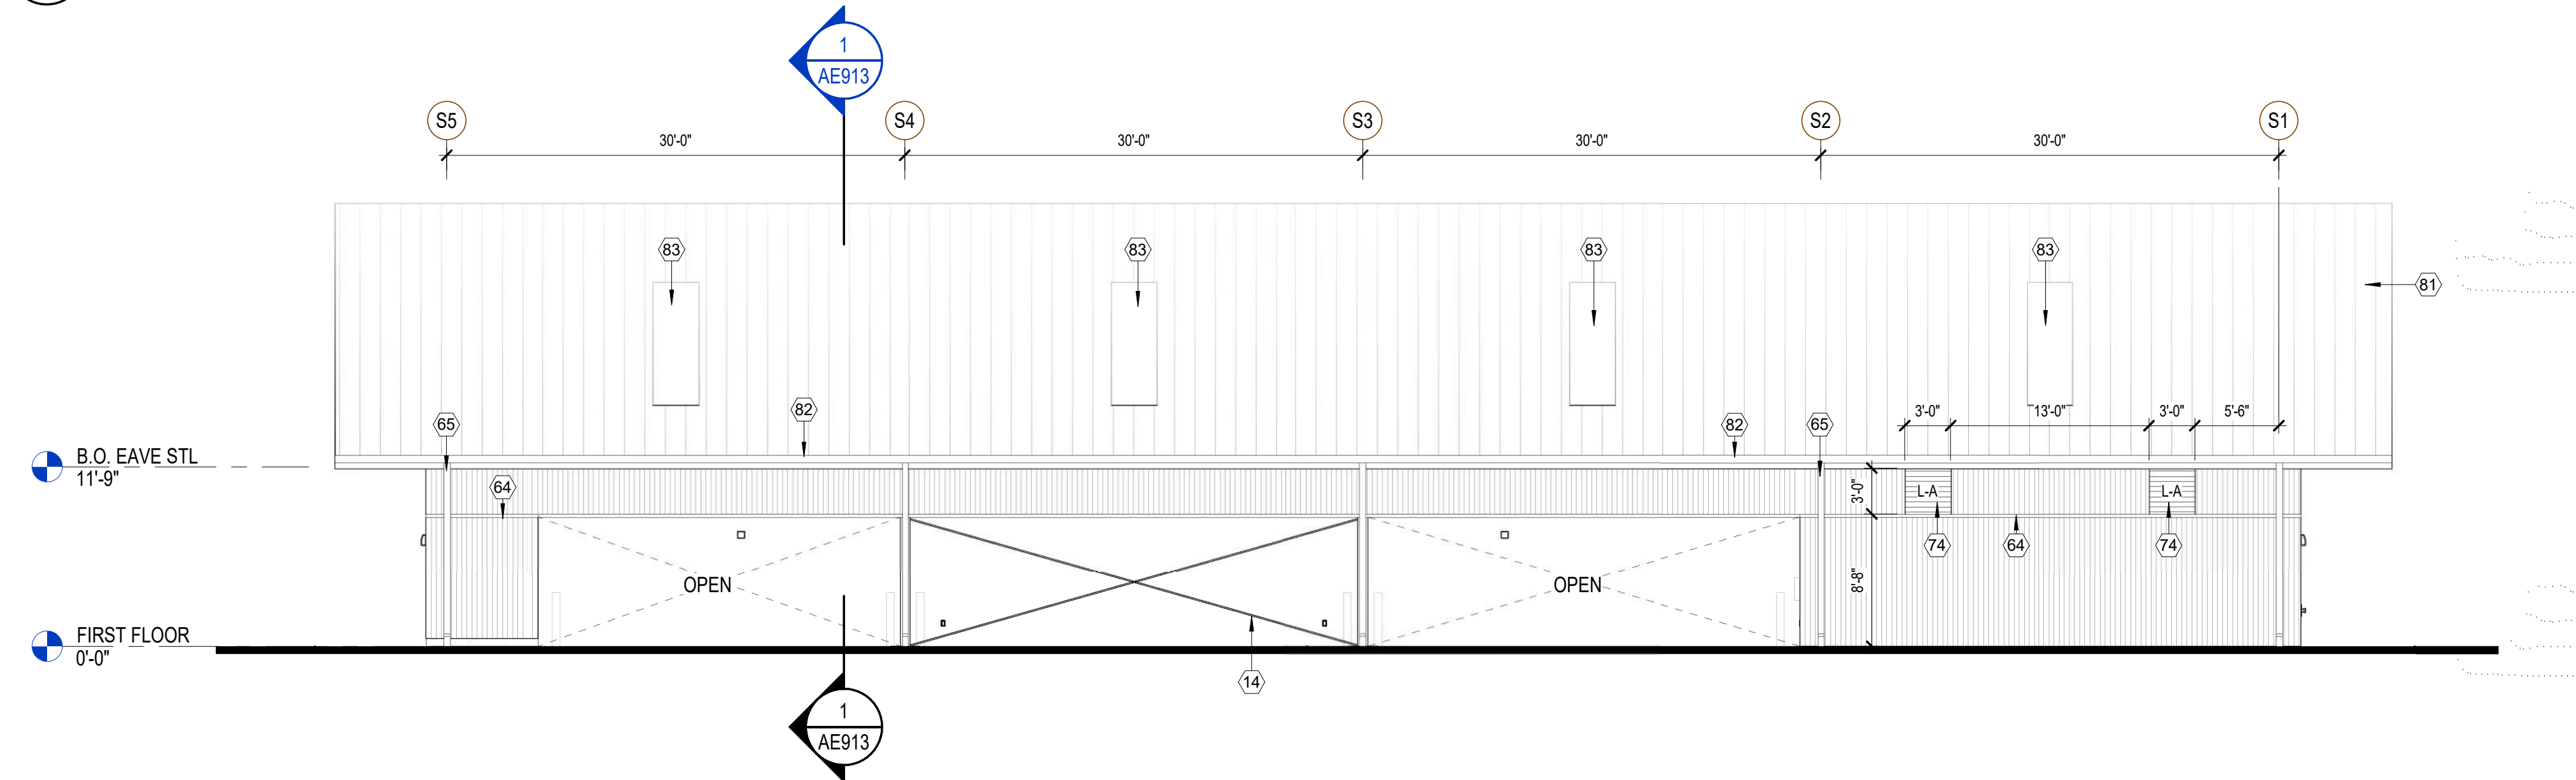 1
AE913
S5
S4
S3
S2
S1
30'-0"
30'-0"
30'-0"
30'-0"
83
83
83
83
81
82
65
82
65
3'-0"
13'-0"
3'-0"
5'-6"
B.O. EAVE STL
11'-9"
64
3'-0"
L-A
L-A
74
64
74
OPEN
OPEN
8'-8"
FIRST FLOOR
0'-0"
14
1
AE913